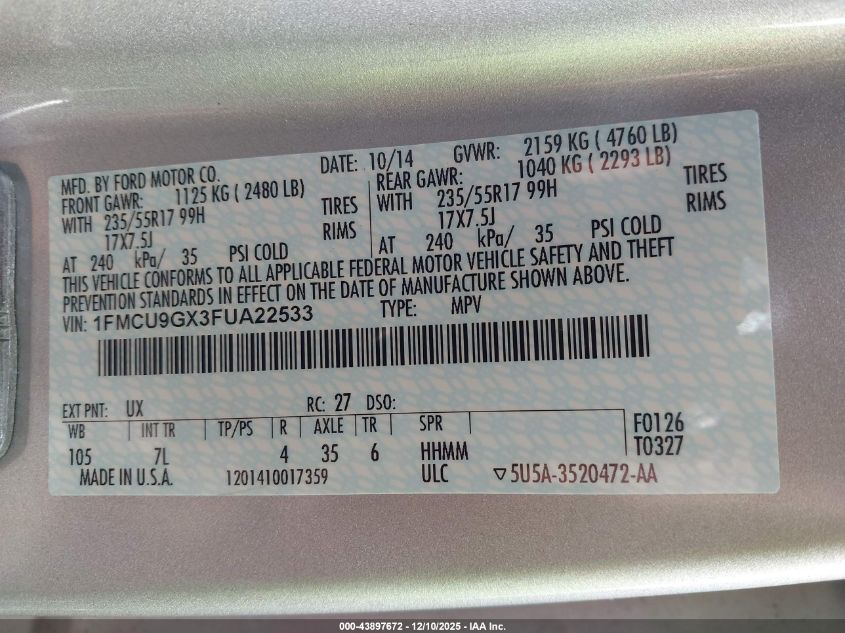 MFD. BY FORD MOTOR CO. DATE: 10/14 GVWR: 2159 KG ( 4760 LB)
FRONT GAWR: 1125 KG ( 2480 LB) REAR GAWR: 1040 KG ( 2293 LB)
WITH 235/55R17 99H TIRES WITH 235/55R17 99H TIRES
17X7.5J RIMS 17X7.5J RIMS
AT 240 kPa/ 35 PSI COLD AT 240 kPa/ 35 PSI COLD
THIS VEHICLE CONFORMS TO ALL APPLICABLE FEDERAL MOTOR VEHICLE SAFETY AND THEFT
PREVENTION STANDARDS IN EFFECT ON THE DATE OF MANUFACTURE SHOWN ABOVE.
VIN: 1FMCU9GX3FUA22533 TYPE: MPV
EXT PNT: UX RC: 27 DSO:
WB INT TR TP/PS R AXLE TR SPR F0126
105 7L 4 35 6 HHMM T0327
MADE IN U.S.A. 1201410017359 ULC ▽5U5A-3520472-AA
000-43897672 - 12/10/2025 - IAA Inc.